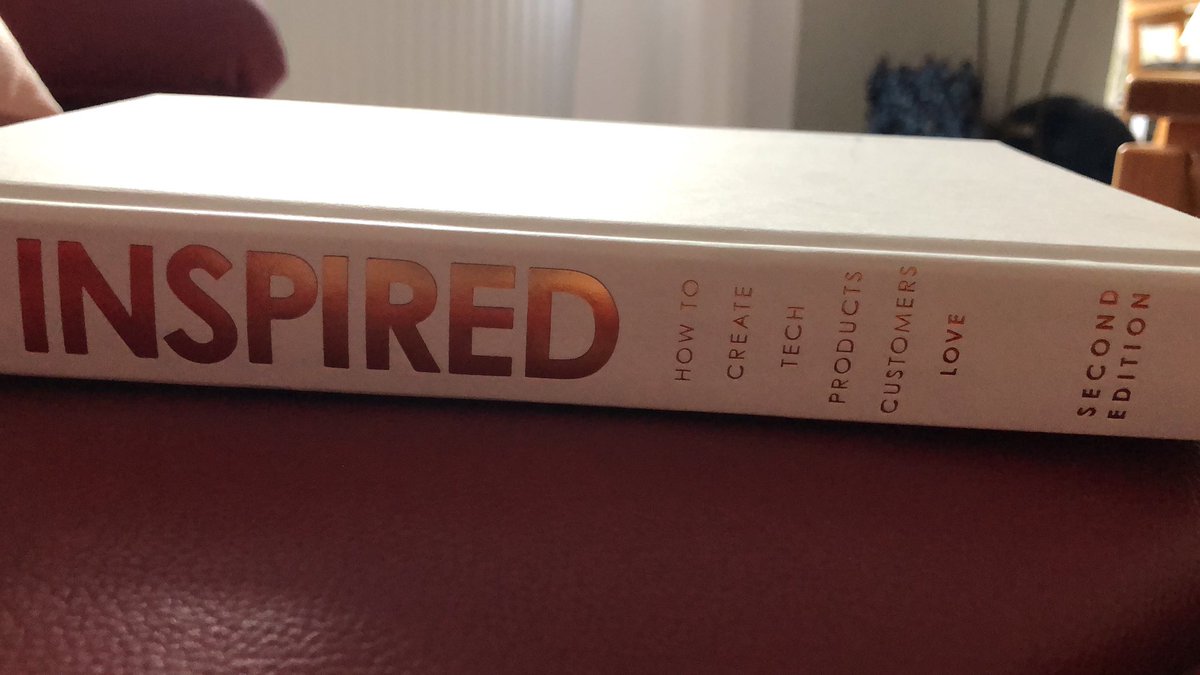 INSPIRED
HOW TO
CREATE
TECH
PRODUCTS
CUSTOMERS
LOVE
SECOND
EDITION